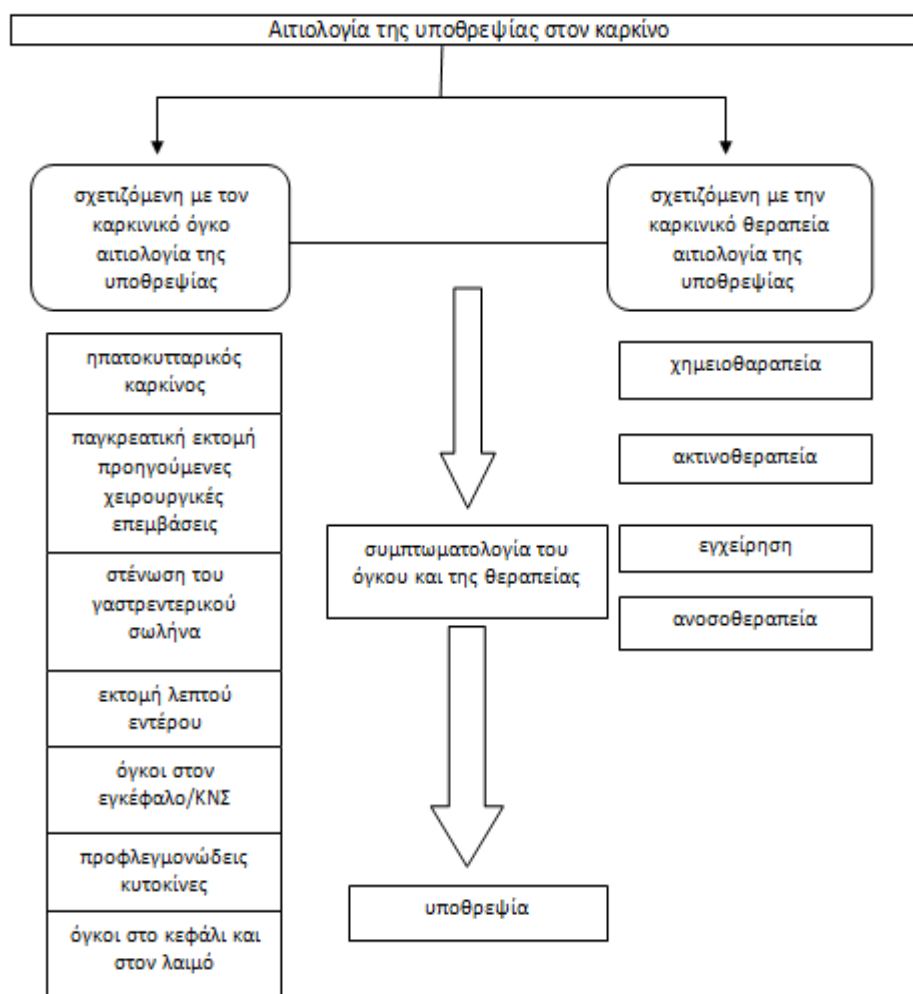 Αιτιολογία της υποθρεψίας στον καρκίνο
σχετιζόμενη με τον
καρκινικό όγκο
αιτιολογία της
υποθρεψίας
σχετιζόμενη με την
καρκινικό θεραπεία
αιτιολογία της
υποθρεψίας
ηπατοκυτταρικός
καρκίνος
παγκρεατική εκτομή
προηγούμενες
χειρουργικές
επεμβάσεις
στένωση του
γαστρεντερικού
σωλήνα
εκτομή λεπτού
εντέρου
όγκοι στον
εγκέφαλο/ΚΝΣ
προφλεγμονώδεις
κυτοκίνες
όγκοι στο κεφάλι και
στον λαιμό
συμπτωματολογία του
όγκου και της θεραπείας
υποθρεψία
χημειοθαραπεία
ακτινοθεραπεία
εγχείρηση
ανοσοθεραπεία